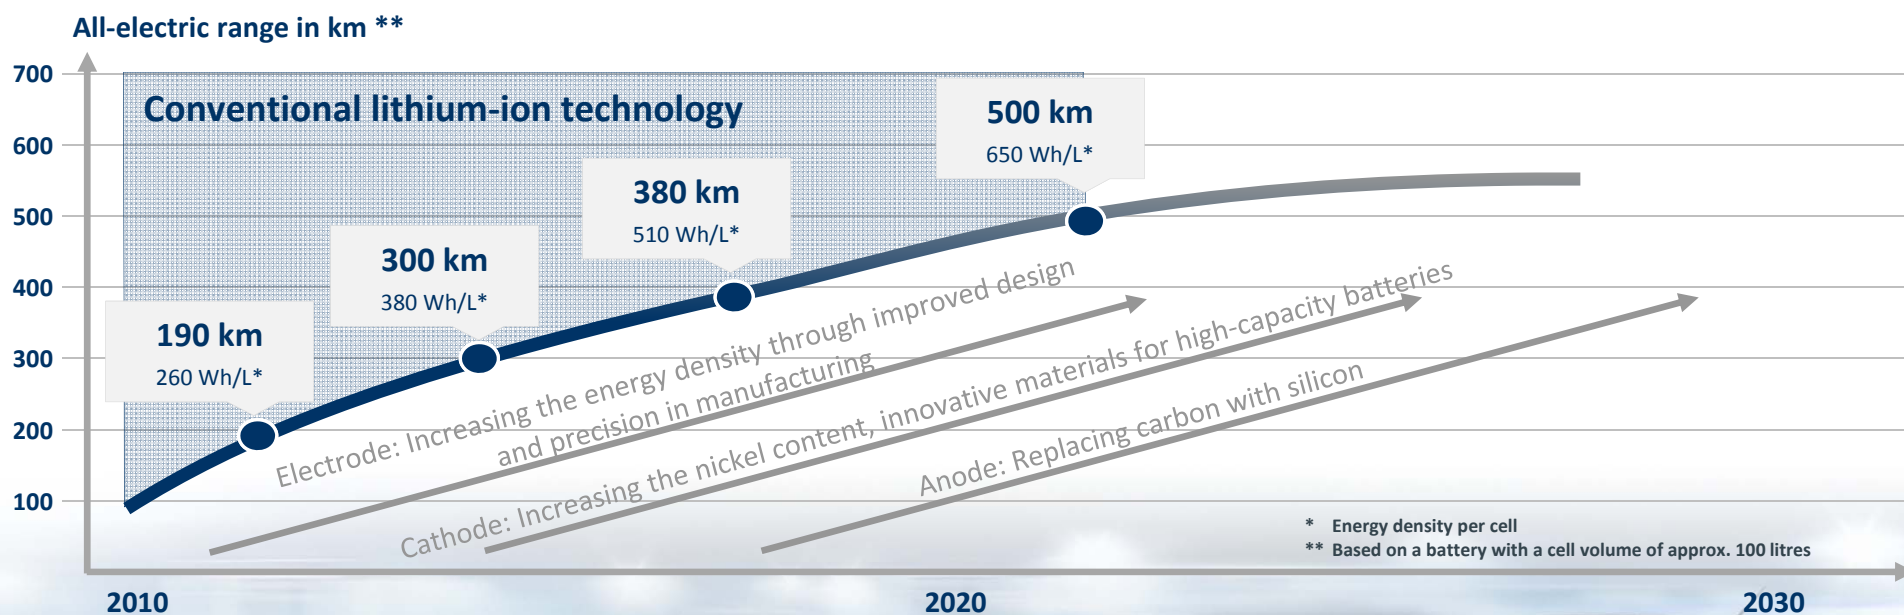 All-electric range in km **
700
600
500
400
300
200
100
Conventional lithium-ion technology
190 km
260 Wh/L*
300 km
380 Wh/L*
380 km
510 Wh/L*
500 km
650 Wh/L*
Electrode: Increasing the energy density through improved design
and precision in manufacturing
Cathode: Increasing the nickel content, innovative materials for high-capacity batteries
Anode: Replacing carbon with silicon
* Energy density per cell
** Based on a battery with a cell volume of approx. 100 litres
2010
2020
2030